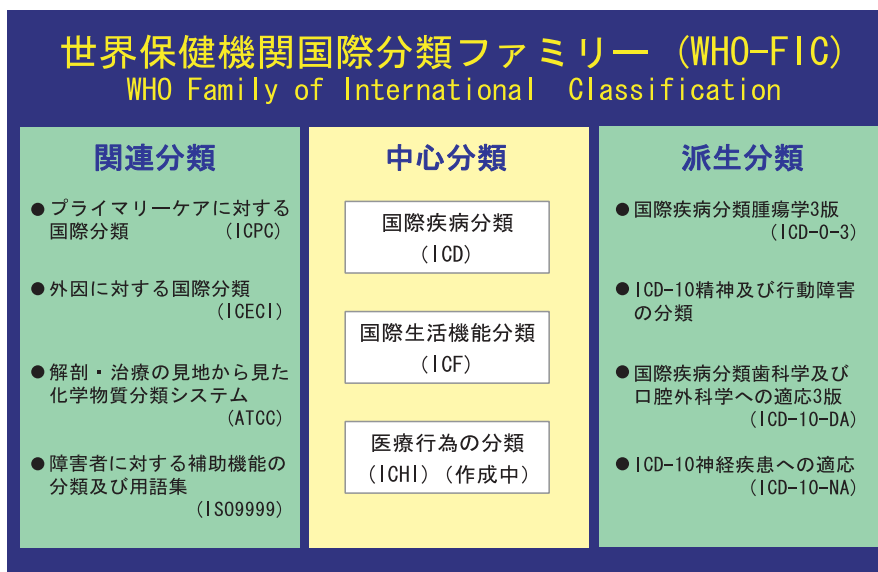 世界保健機関国際分類ファミリー (WHO-FIC)
WHO Family of International Classification
関連分類
●プライマリーケアに対する
国際分類 (ICPC)
●外因に対する国際分類
(ICECI)
●解剖・治療の見地から見た
化学物質分類システム
(ATCC)
●障害者に対する補助機能の
分類及び用語集
(ISO9999)
中心分類
国際疾病分類
(ICD)
国際生活機能分類
(ICF)
医療行為の分類
(ICHI)(作成中)
派生分類
●国際疾病分類腫瘍学3版
(ICD-O-3)
●ICD-10精神及び行動障害
の分類
●国際疾病分類歯科学及び
口腔外科学への適応3版
(ICD-10-DA)
●ICD-10神経疾患への適応
(ICD-10-NA)